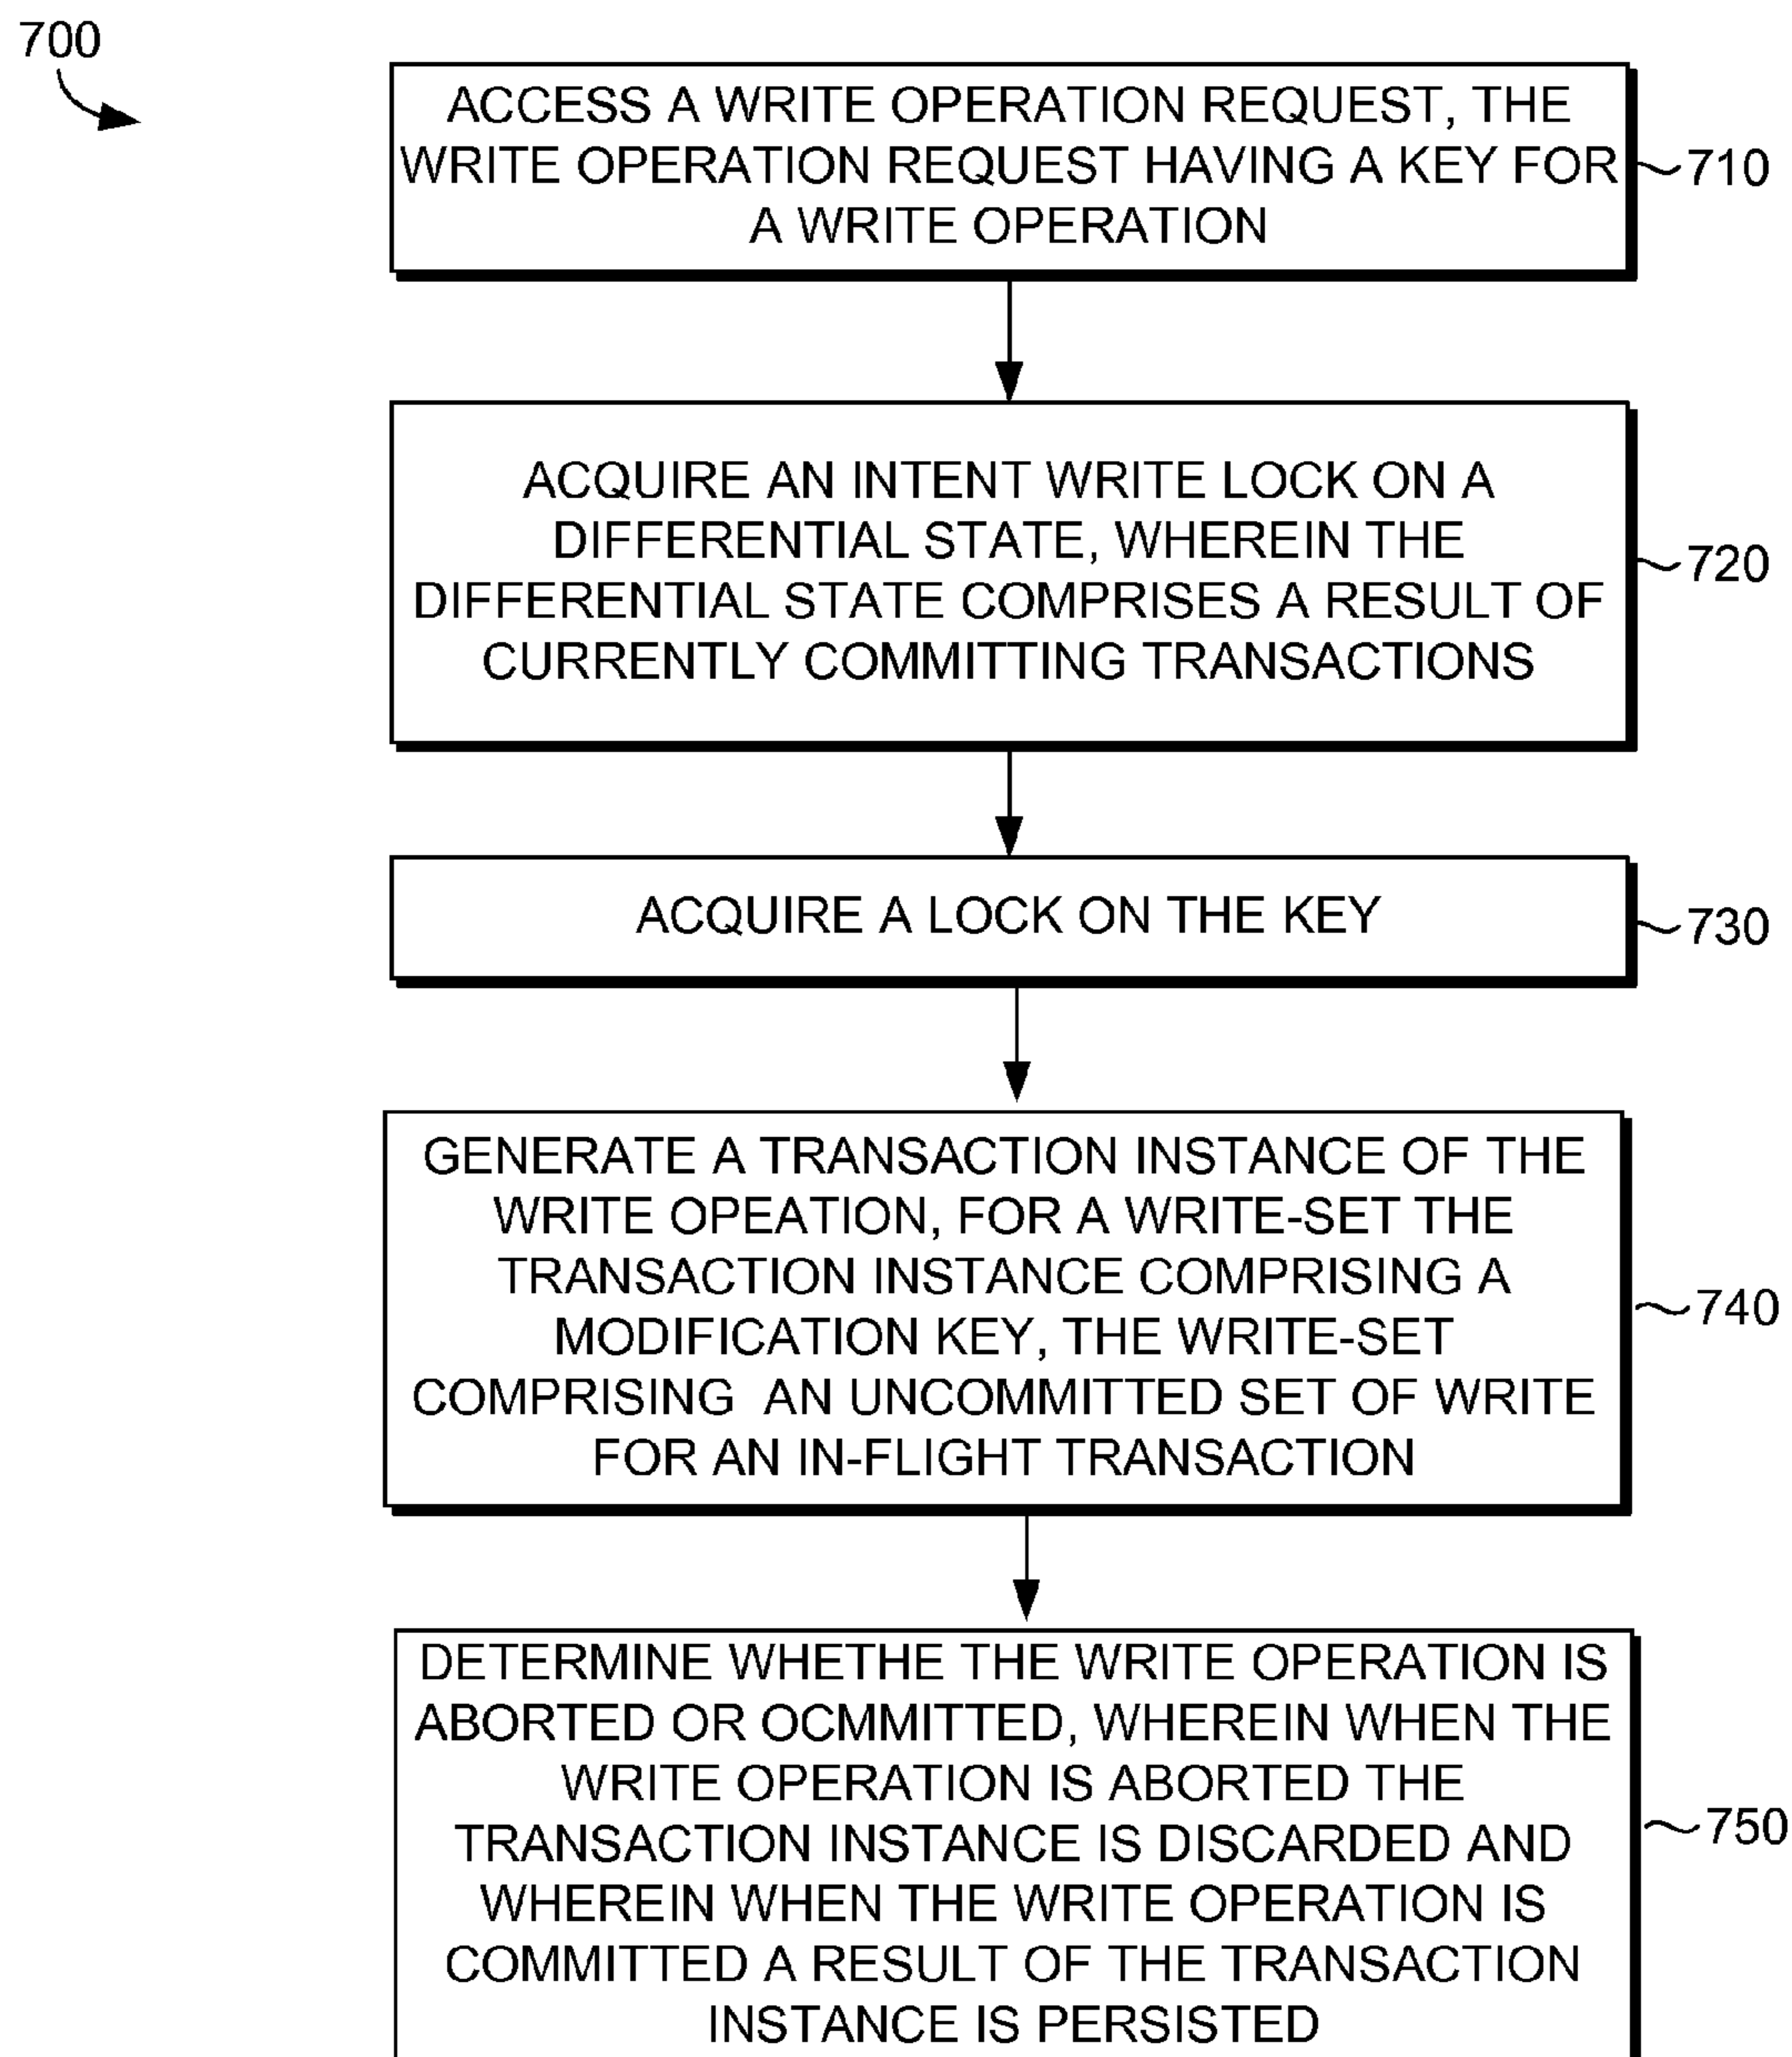 700
ACCESS A WRITE OPERATION REQUEST, THE
WRITE OPERATION REQUEST HAVING A KEY FOR
A WRITE OPERATION
710
ACQUIRE AN INTENT WRITE LOCK ON A
DIFFERENTIAL STATE, WHEREIN THE
DIFFERENTIAL STATE COMPRISES A RESULT OF
CURRENTLY COMMITTING TRANSACTIONS
720
ACQUIRE A LOCK ON THE KEY
730
GENERATE A TRANSACTION INSTANCE OF THE
WRITE OPEATION, FOR A WRITE-SET THE
TRANSACTION INSTANCE COMPRISING A
MODIFICATION KEY, THE WRITE-SET
COMPRISING AN UNCOMMITTED SET OF WRITE
FOR AN IN-FLIGHT TRANSACTION
740
DETERMINE WHETHE THE WRITE OPERATION IS
ABORTED OR OCMMITTED, WHEREIN WHEN THE
WRITE OPERATION IS ABORTED THE
TRANSACTION INSTANCE IS DISCARDED AND
WHEREIN WHEN THE WRITE OPERATION IS
COMMITTED A RESULT OF THE TRANSACTION
INSTANCE IS PERSISTED
750